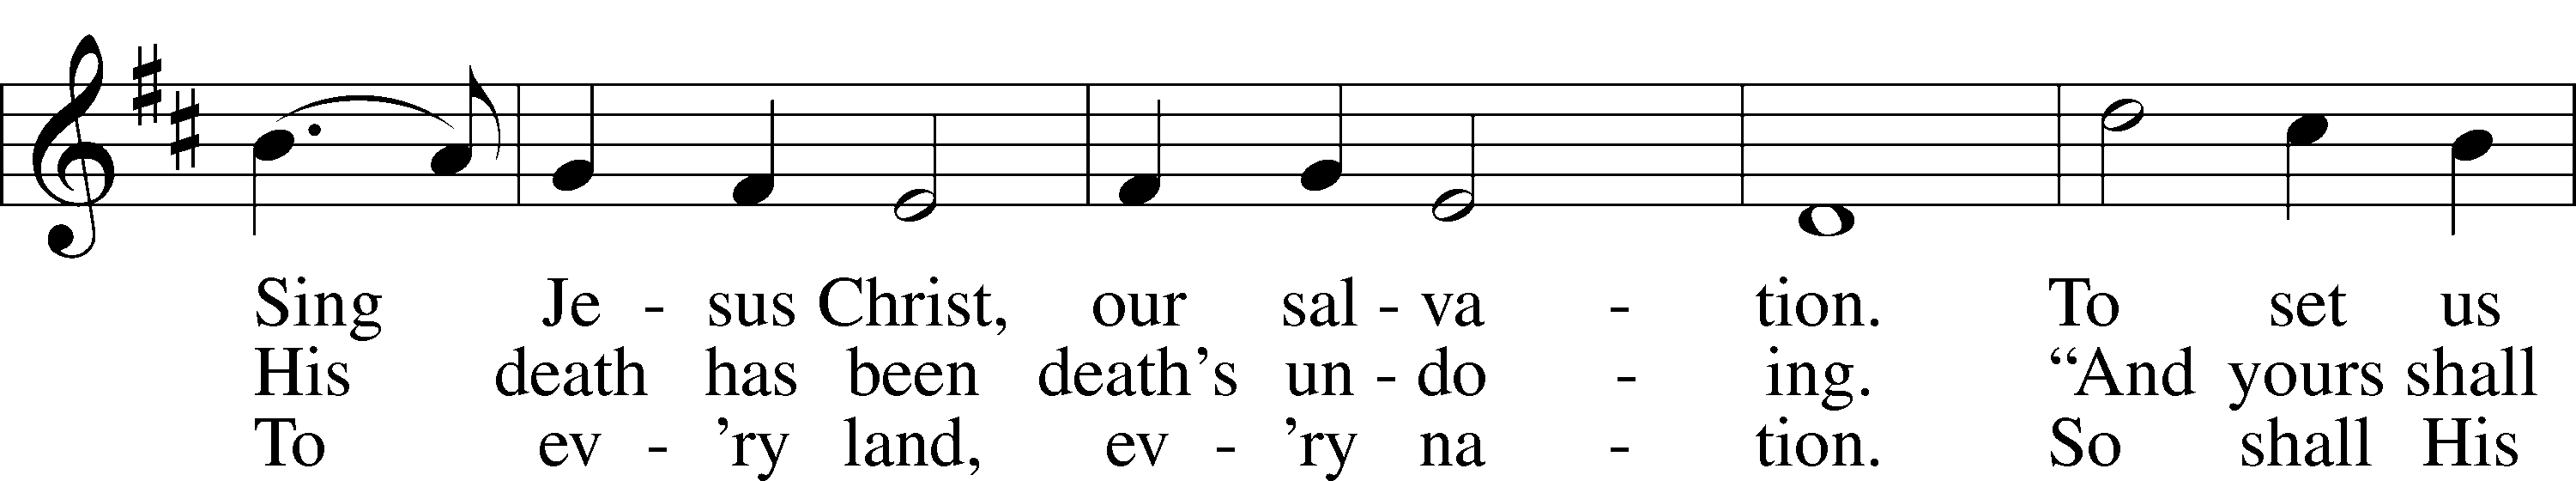 Sing Je - sus Christ, our sal - va - tion. To set us
His death has been death’s un - do - ing. “And yours shall
To ev - ’ry land, ev - ’ry na - tion. So shall His